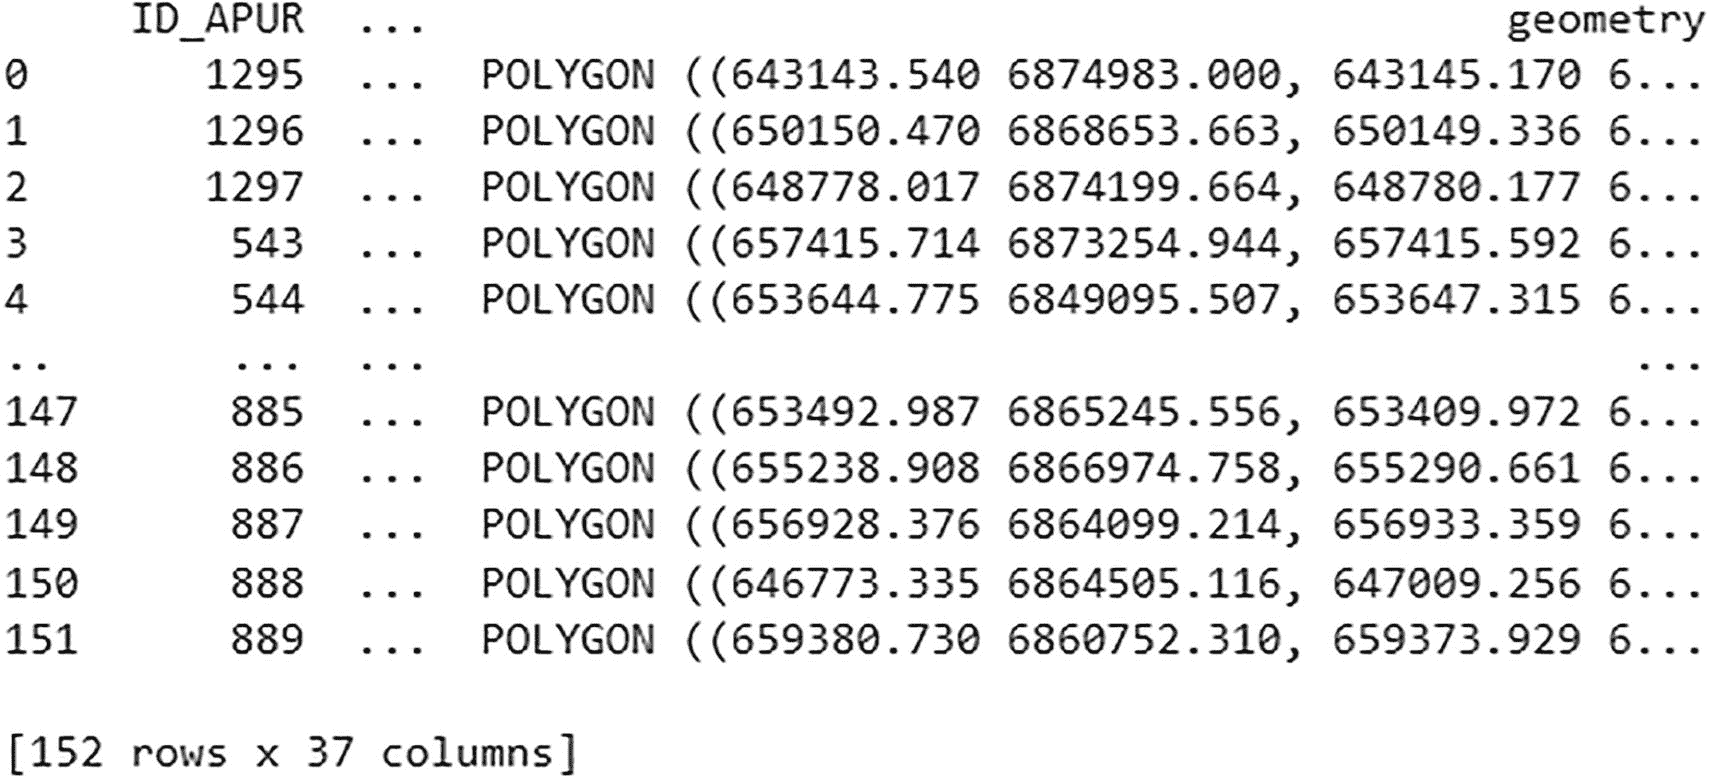 ID_APUR ... geometry
0 1295 ... POLYGON ((643143.540 6874983.000, 643145.170 6...
1 1296 ... POLYGON ((650150.470 6868653.663, 650149.336 6...
2 1297 ... POLYGON ((648778.017 6874199.664, 648780.177 6...
3 543 ... POLYGON ((657415.714 6873254.944, 657415.592 6...
4 544 ... POLYGON ((653644.775 6849095.507, 653647.315 6...
.. ... ... ...
147 885 ... POLYGON ((653492.987 6865245.556, 653409.972 6...
148 886 ... POLYGON ((655238.908 6866974.758, 655290.661 6...
149 887 ... POLYGON ((656928.376 6864099.214, 656933.359 6...
150 888 ... POLYGON ((646773.335 6864505.116, 647009.256 6...
151 889 ... POLYGON ((659380.730 6860752.310, 659373.929 6...
[152 rows x 37 columns]